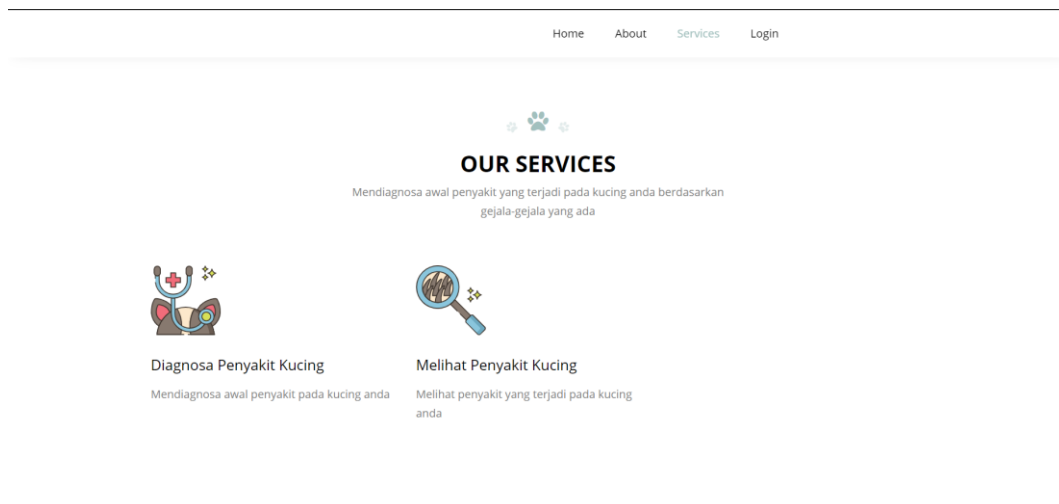 Home About Services Login
OUR SERVICES
Mendiagnosa awal penyakit yang terjadi pada kucing anda berdasarkan
gejala-gejala yang ada
Diagnosa Penyakit Kucing
Mendiagnosa awal penyakit pada kucing anda
Melihat Penyakit Kucing
Melihat penyakit yang terjadi pada kucing
anda